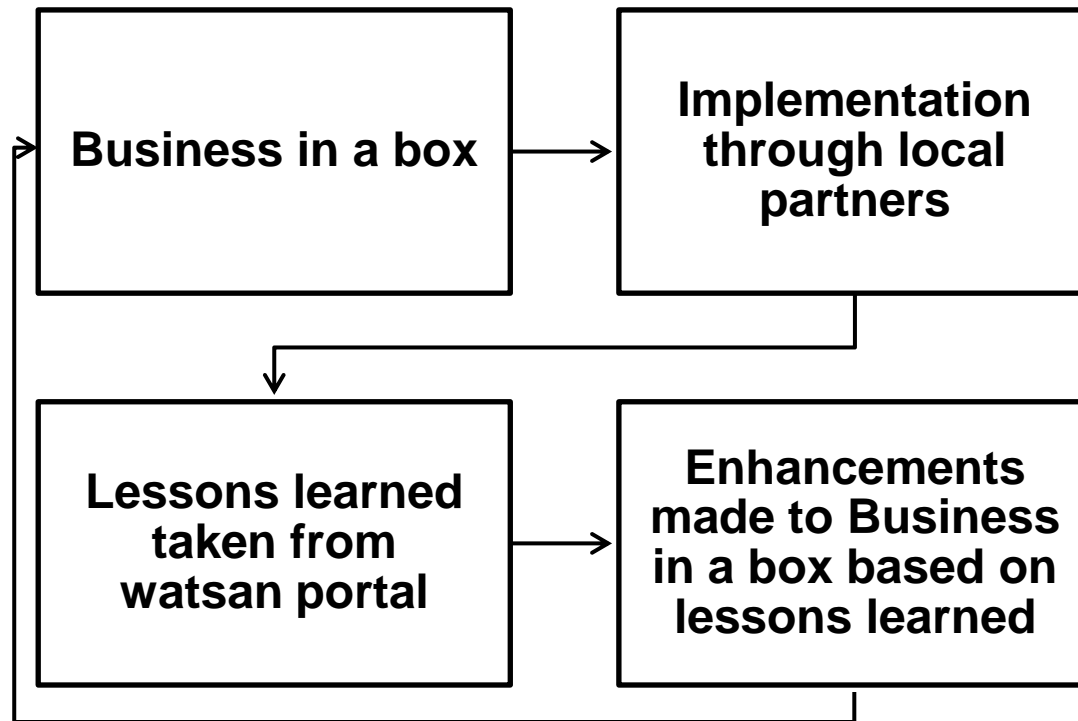 Business in a box
Implementation
through local
partners
Lessons learned
taken from
watsan portal
Enhancements
made to Business
in a box based on
lessons learned